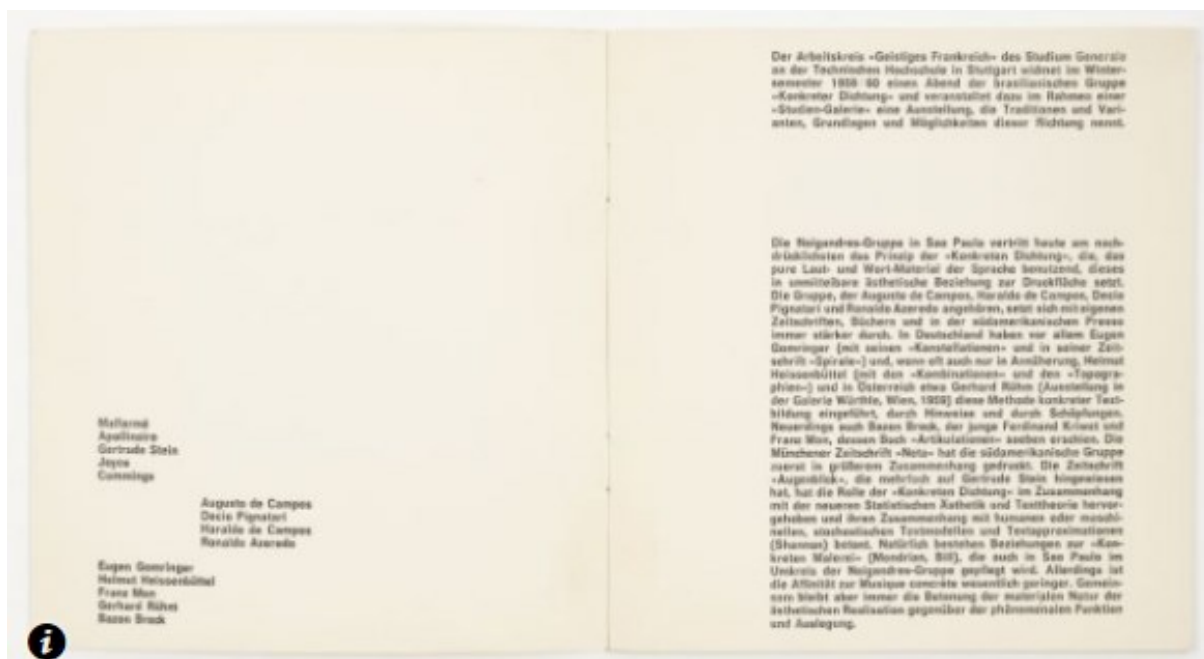 Mallarmé
Apollinaire
Gertrude Stein
Joyce
Cummings
Augusto de Campos
Decio Pignatari
Haroldo de Campos
Ronaldo Azeredo
Eugen Gomringer
Helmut Heissenbüttel
Franz Mon
Gerhard Rühm
Bazon Brock
Der Arbeitskreis »Geistiges Frankreich« des Studium Generale
an der Technischen Hochschule in Stuttgart widmet im Winter-
semester 1959/60 einen Abend der brasilianischen Gruppe
»Konkreter Dichtung« und veranstaltet dazu im Rahmen einer
»Studien-Galerie« eine Ausstellung, die Traditionen und Vari-
anten, Grundlagen und Möglichkeiten dieser Richtung nennt.
Die Noigandres-Gruppe in Sao Paulo vertritt heute am nach-
drücklichsten das Prinzip der »Konkreten Dichtung«, die, das
pure Laut- und Wort-Material der Sprache benutzend, dieses
in unmittelbare ästhetische Beziehung zur Druckfläche setzt.
Die Gruppe, der Augusto de Campos, Haroldo de Campos, Decio
Pignatari und Ronaldo Azeredo angehören, setzt sich mit eigenen
Zeitschriften, Büchern und in der südamerikanischen Presse
immer stärker durch. In Deutschland haben vor allem Eugen
Gomringer (mit seinen »Konstellationen« und in seiner Zeit-
schrift »Spirale«) und, wenn oft auch nur in Annäherung, Helmut
Heissenbüttel (mit den »Kombinationen« und den »Topogra-
phien«) und in Österreich etwa Gerhard Rühm (Ausstellung in
der Galerie Würthle, Wien, 1959) diese Methode konkreter Text-
bildung eingeführt, durch Hinweise und durch Schöpfungen.
Neuerdings auch Bazon Brock, der junge Ferdinand Kriwet und
Franz Mon, dessen Buch »Artikulationen« soeben erschien. Die
Münchener Zeitschrift »Nota« hat die südamerikanische Gruppe
zuerst in größerem Zusammenhang gedruckt. Die Zeitschrift
»Augenblick«, die mehrfach auf Gertrude Stein hingewiesen
hat, hat die Rolle der »Konkreten Dichtung« im Zusammenhang
mit der neueren Statistischen Ästhetik und Texttheorie hervor-
gehoben und ihren Zusammenhang mit humanen oder maschi-
nellen, stochastischen Textmodellen und Textapproximationen
(Shannon) betont. Natürlich bestehen Beziehungen zur »Kon-
kreten Malerei« (Mondrian, Bill), die auch in Sao Paulo im
Umkreis der Noigandres-Gruppe gepflegt wird. Allerdings ist
die Affinität zur Musique concrète wesentlich geringer. Gemein-
sam bleibt aber immer die Betonung der materialen Natur der
ästhetischen Realisation gegenüber der phänomenalen Funktion
und Auslegung.
i